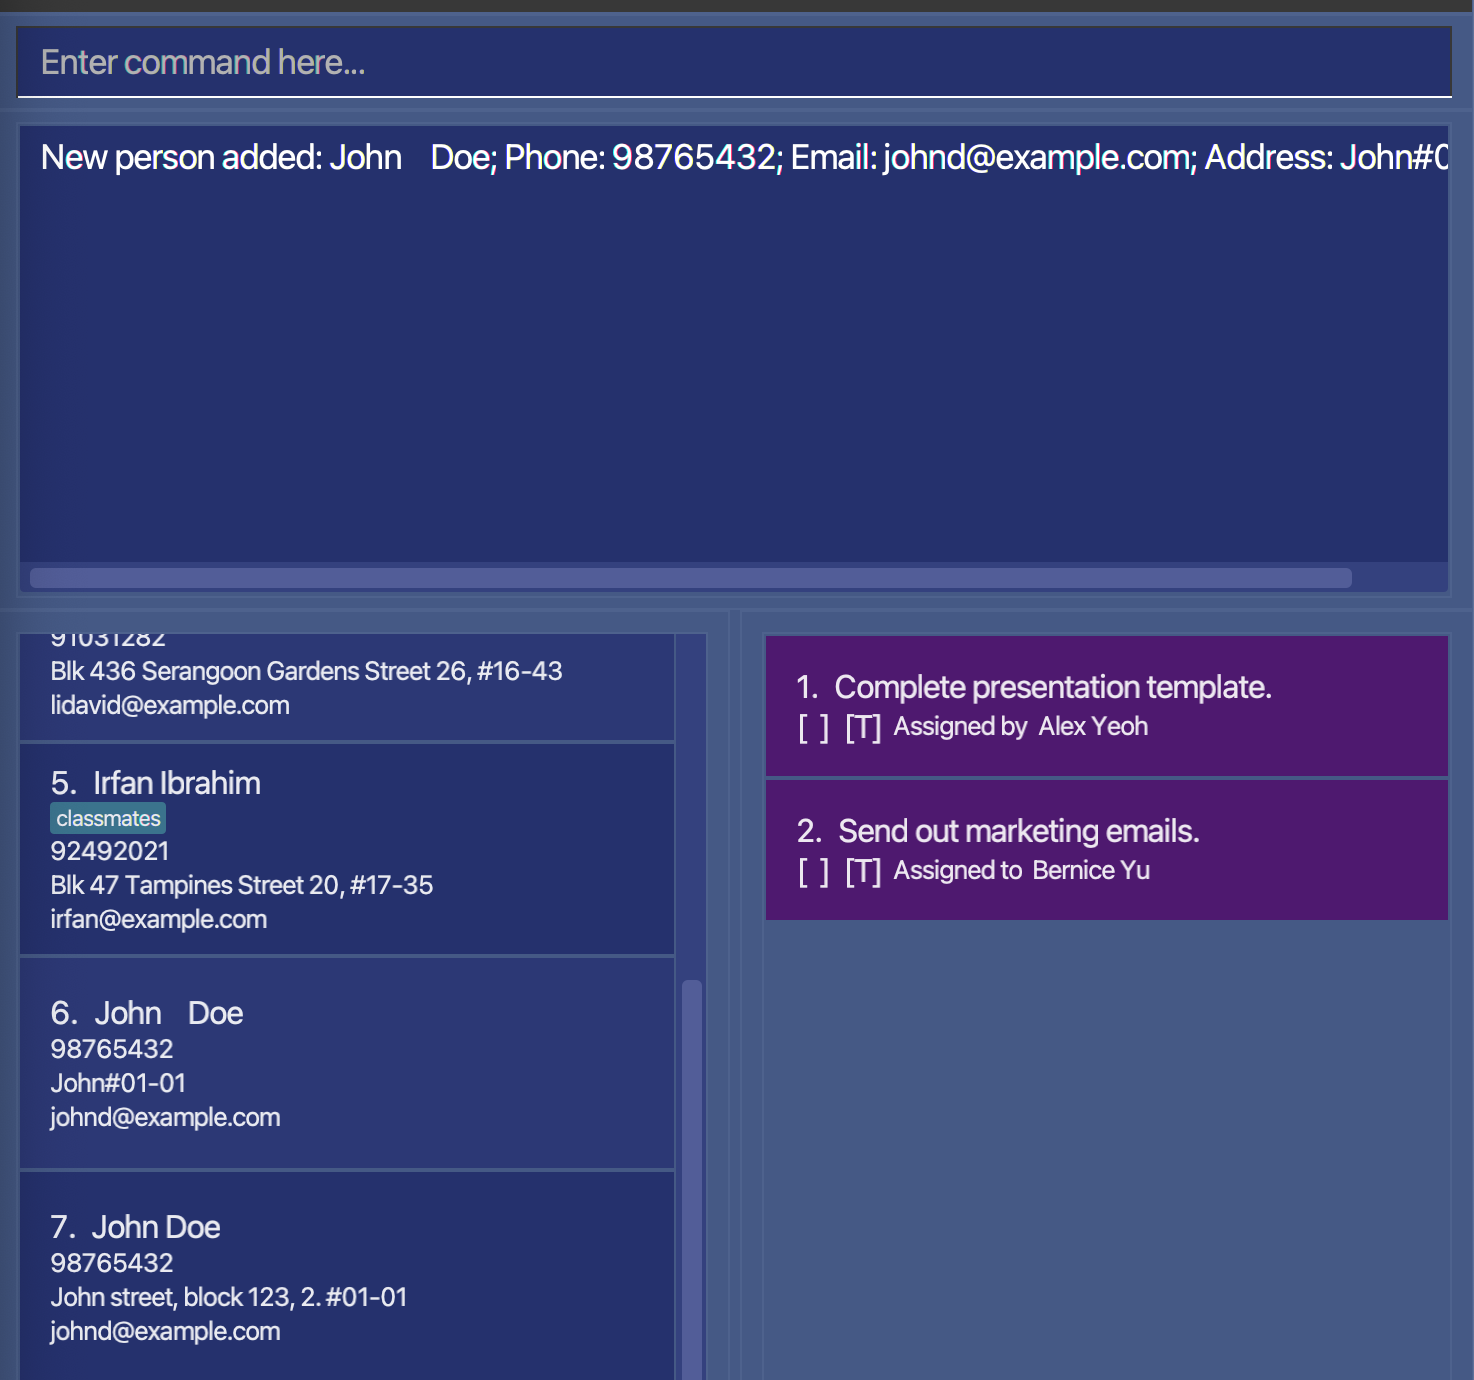 Enter command here...
New person added: John    Doe; Phone: 98765432; Email: johnd@example.com; Address: John#0
91031282
Blk 436 Serangoon Gardens Street 26, #16-43
lidavid@example.com
5.  Irfan Ibrahim
classmates
92492021
Blk 47 Tampines Street 20, #17-35
irfan@example.com
6.  John    Doe
98765432
John#01-01
johnd@example.com
7.  John Doe
98765432
John street, block 123, 2. #01-01
johnd@example.com
1.  Complete presentation template.
[ ]  [T]  Assigned by  Alex Yeoh
2.  Send out marketing emails.
[ ]  [T]  Assigned to  Bernice Yu